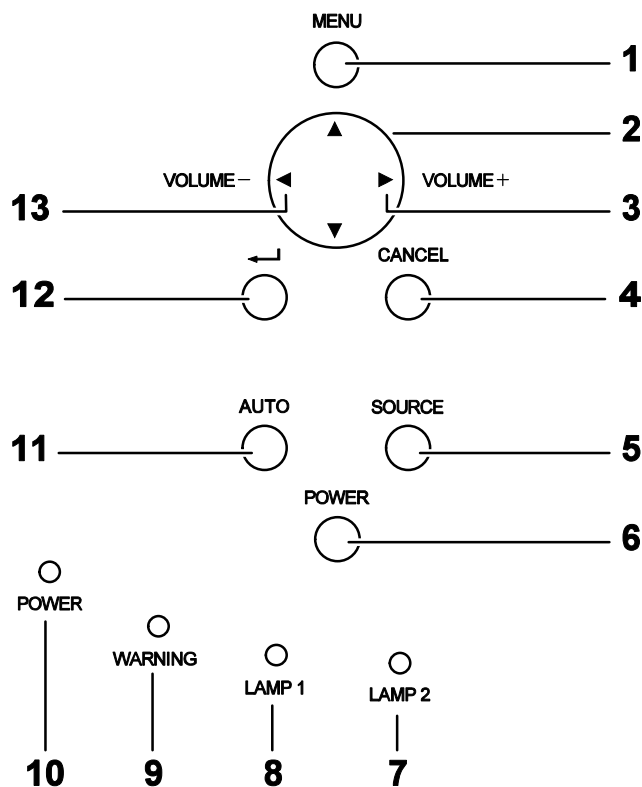 MENU
1
2
VOLUME－ ◀ ▶ VOLUME＋
13 3
CANCEL
12 4
AUTO SOURCE
11 5
POWER
6
POWER
WARNING
LAMP 1 LAMP 2
10 9 8 7